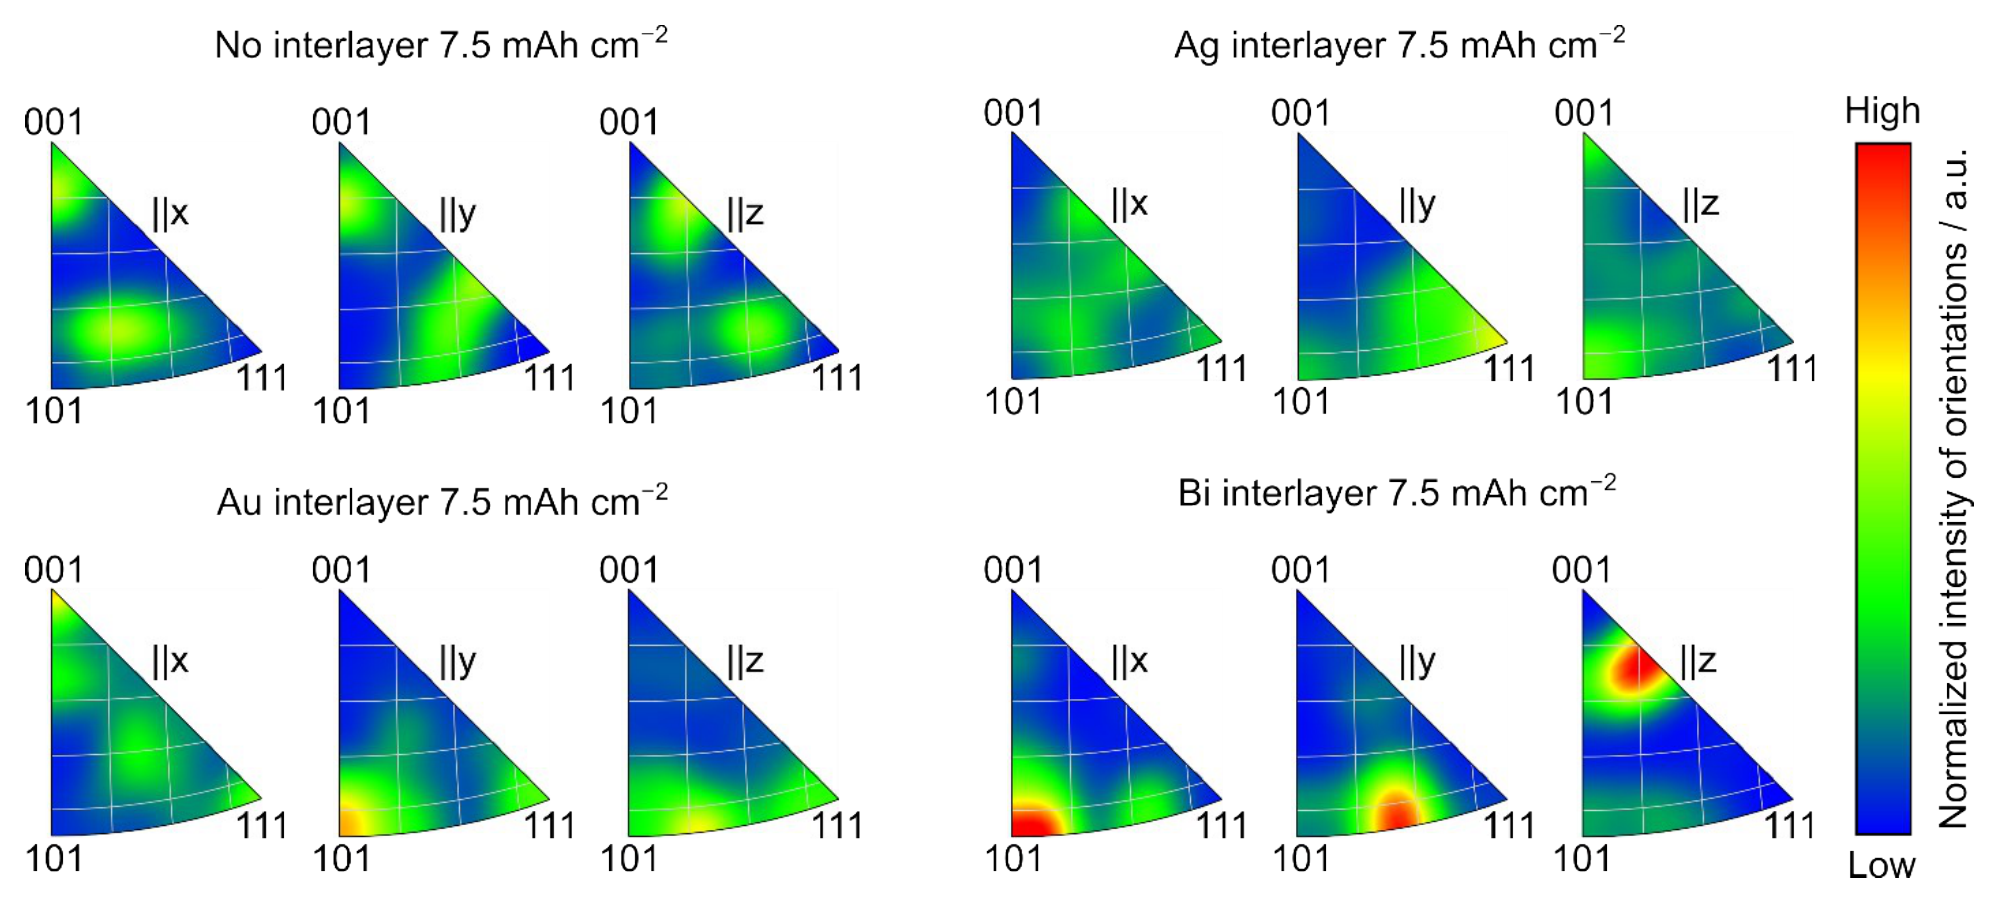 No interlayer 7.5 mAh cm⁻²
001
||x
111
101
001
||y
111
101
001
||z
111
101
Ag interlayer 7.5 mAh cm⁻²
001
||x
111
101
001
||y
111
101
001
||z
111
101
Au interlayer 7.5 mAh cm⁻²
001
||x
111
101
001
||y
111
101
001
||z
111
101
Bi interlayer 7.5 mAh cm⁻²
001
||x
111
101
001
||y
111
101
001
||z
111
101
High
Normalized intensity of orientations / a.u.
Low